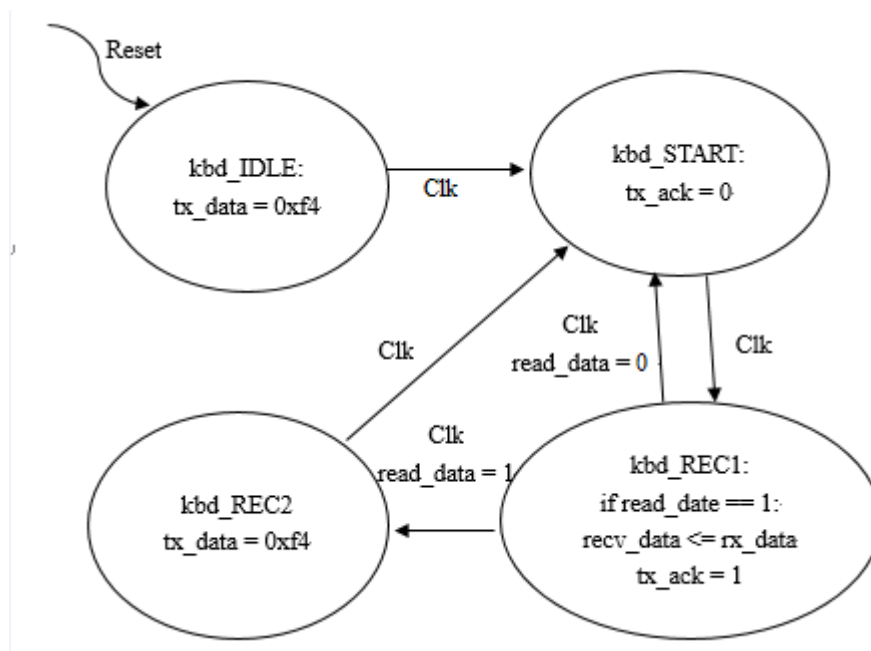 Reset
kbd_IDLE:
tx_data = 0xf4
Clk
kbd_START:
tx_ack = 0
Clk
Clk
read_data = 0
Clk
Clk
read_data = 1
kbd_REC2
tx_data = 0xf4
kbd_REC1:
if read_date == 1:
recv_data <= rx_data
tx_ack = 1